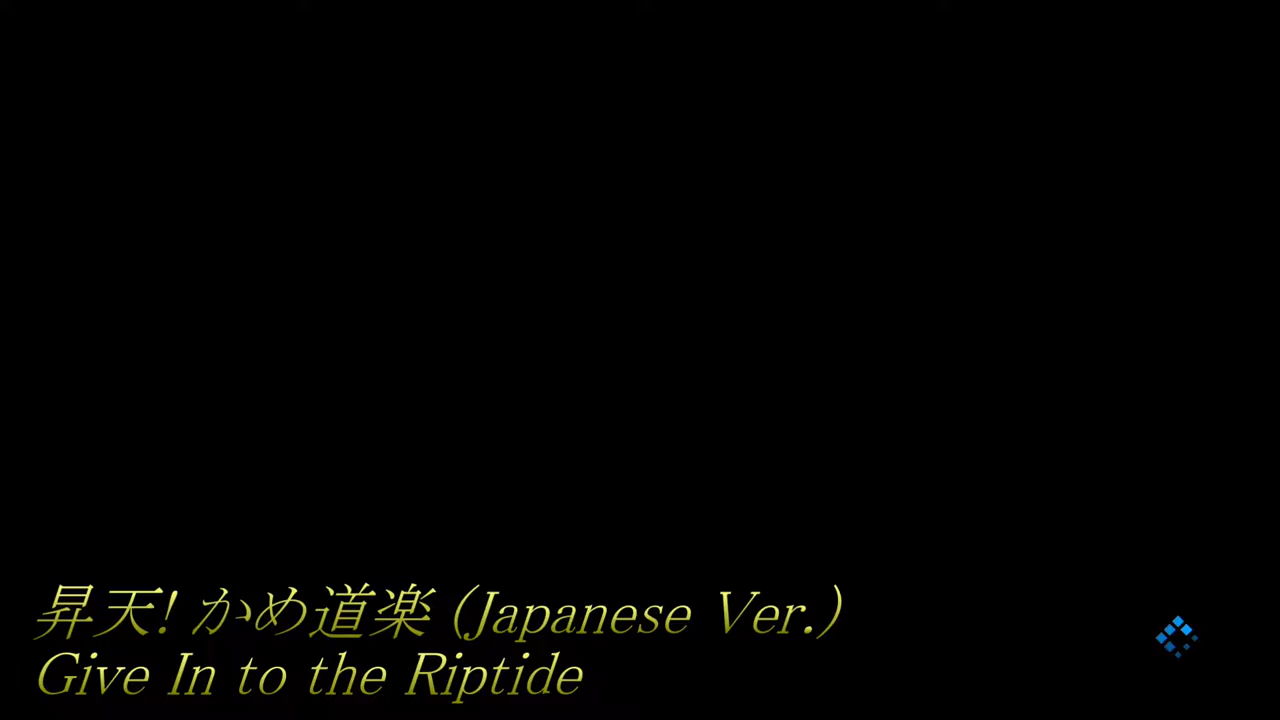 昇天! かめ道楽 (Japanese Ver.)
Give In to the Riptide